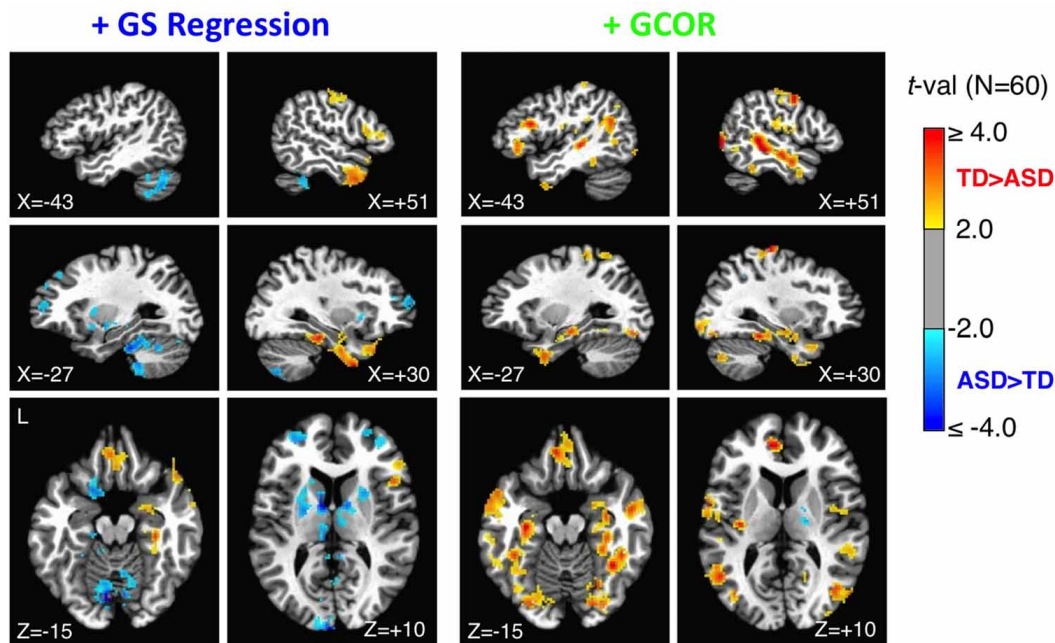 + GS Regression
+ GCOR
X=-43
X=+51
X=-43
X=+51
t-val (N=60)
≥ 4.0
TD>ASD
2.0
-2.0
ASD>TD
≤ -4.0
X=-27
X=+30
X=-27
X=+30
L
Z=-15
Z=+10
Z=-15
Z=+10